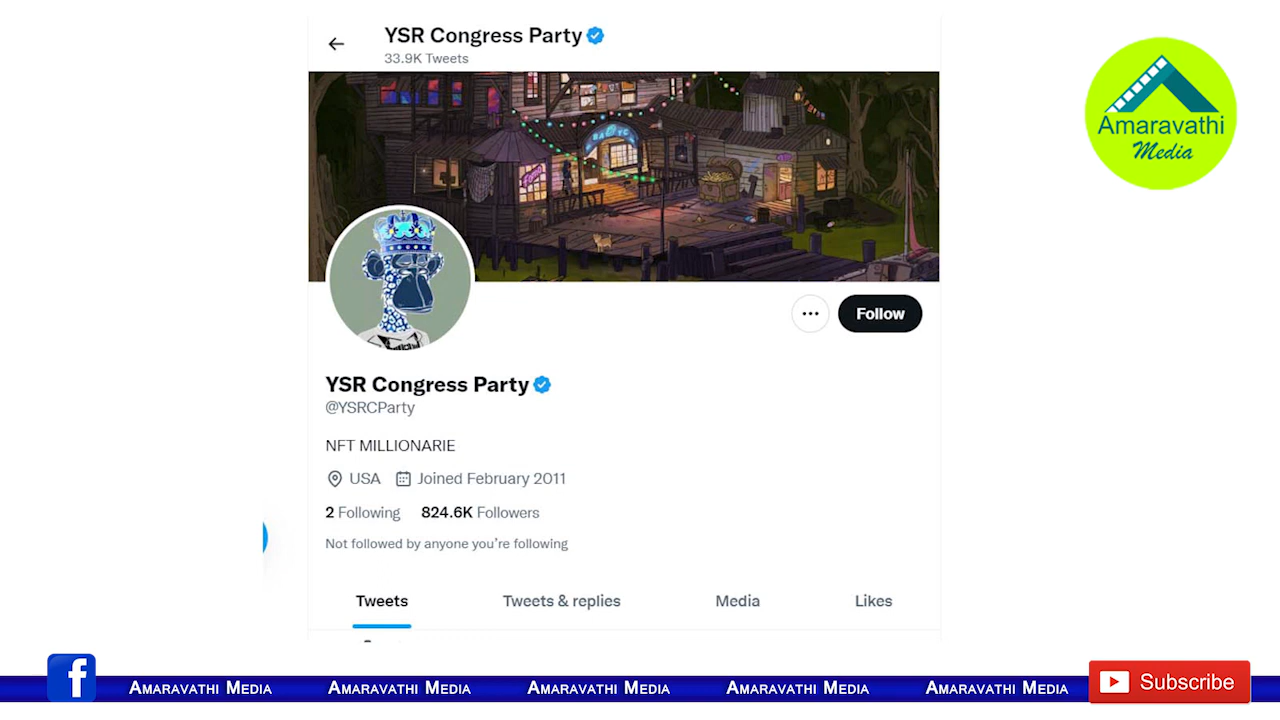 YSR Congress Party
33.9K Tweets
BAYC
Follow
YSR Congress Party
@YSRCParty
NFT MILLIONARIE
USA Joined February 2011
2 Following 824.6K Followers
Not followed by anyone you're following
Tweets Tweets & replies Media Likes
Amaravathi
Media
f Amaravathi Media Amaravathi Media Amaravathi Media Amaravathi Media Amaravathi Media Subscribe